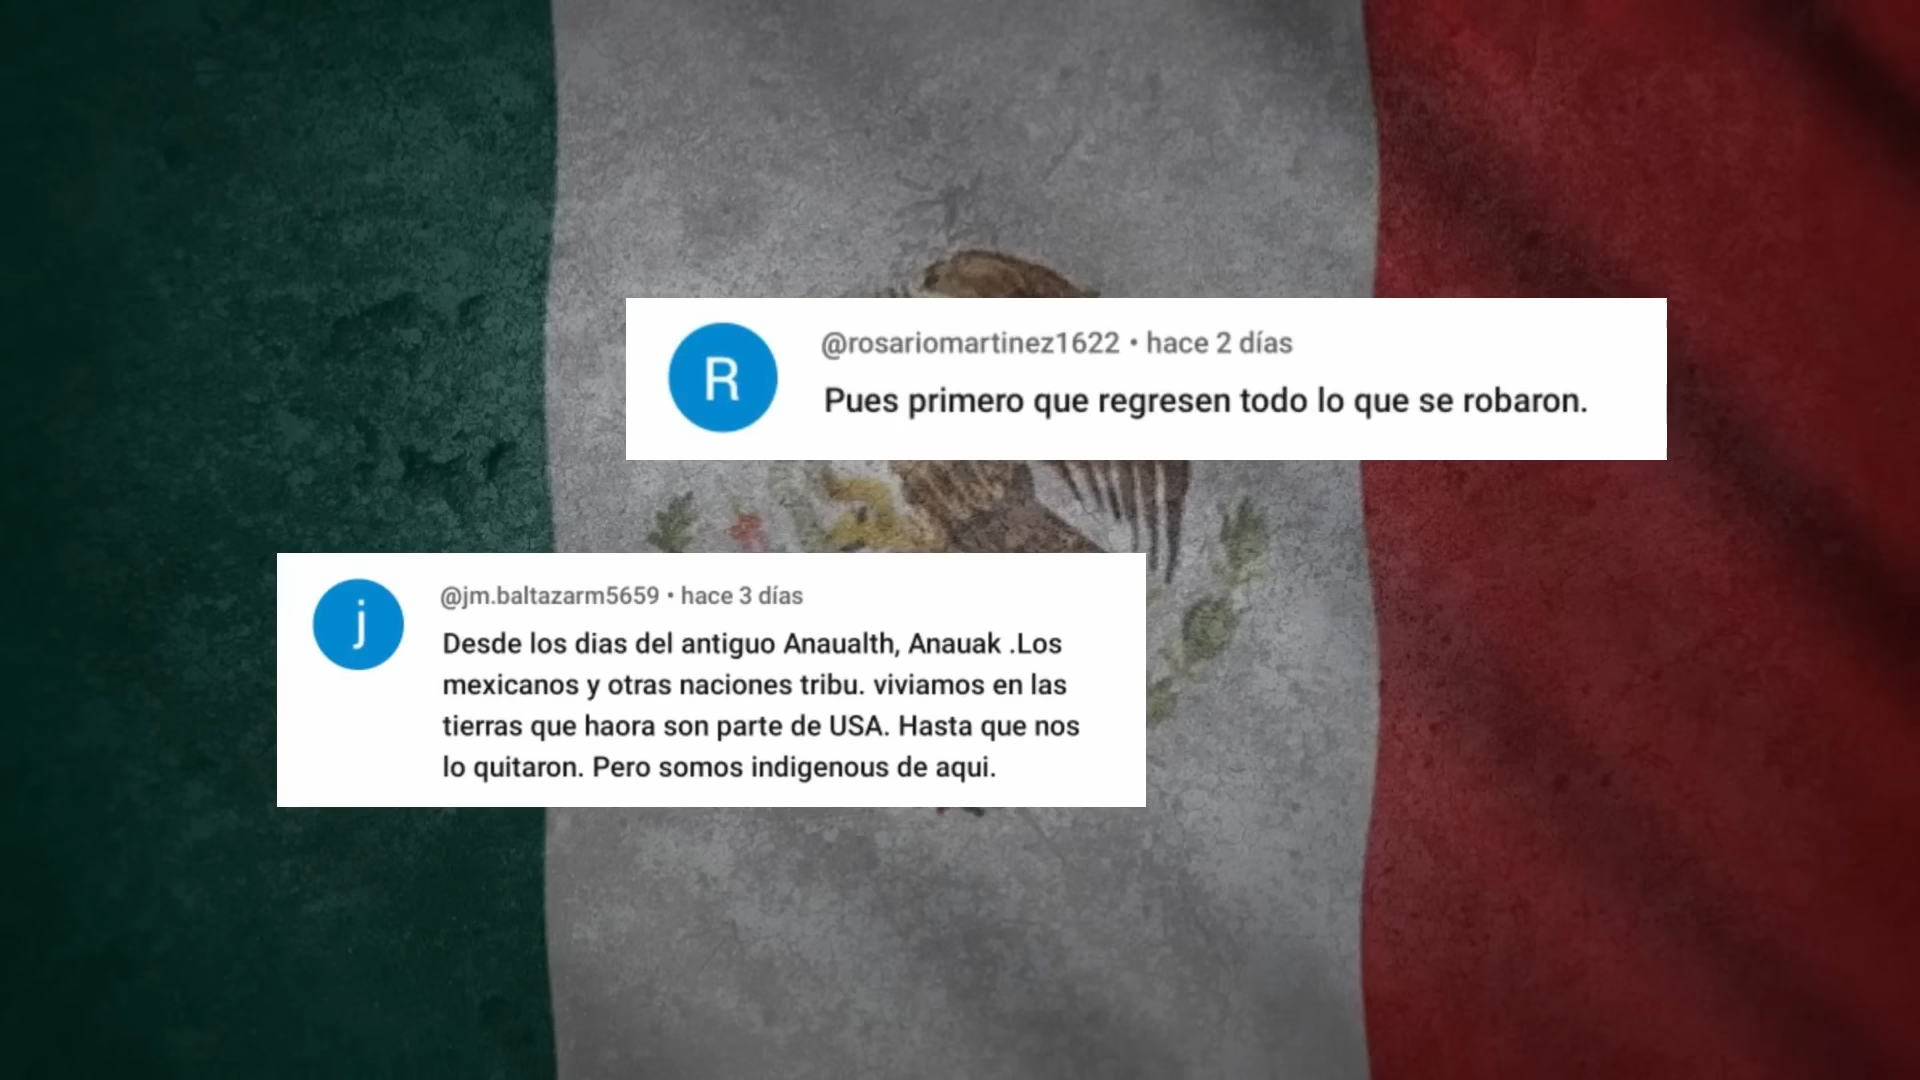 R
@rosariomartinez1622 • hace 2 días
Pues primero que regresen todo lo que se robaron.
j
@jm.baltazarm5659 • hace 3 días
Desde los dias del antiguo Anaualth, Anauak .Los
mexicanos y otras naciones tribu. viviamos en las
tierras que haora son parte de USA. Hasta que nos
lo quitaron. Pero somos indigenous de aqui.